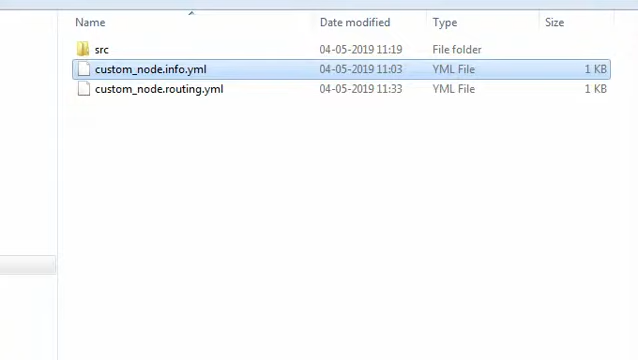 Name Date modified Type Size
src 04-05-2019 11:19 File folder
custom_node.info.yml 04-05-2019 11:03 YML File 1 KB
custom_node.routing.yml 04-05-2019 11:33 YML File 1 KB